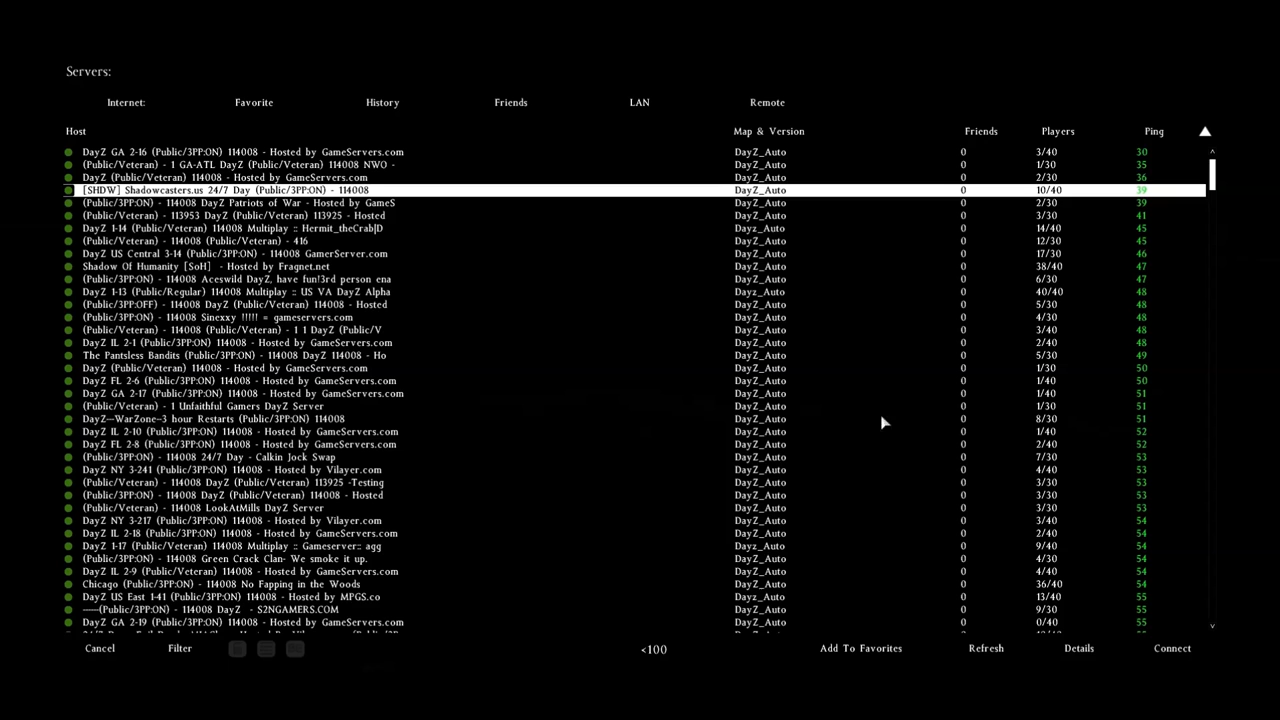 Servers:
Internet: Favorite History Friends LAN Remote
Host Map & Version Friends Players Ping
DayZ GA 2-16 (Public/3PP:ON) 114008 - Hosted by GameServers.com DayZ_Auto 0 3/40 30
(Public/Veteran) - 1 GA-ATL DayZ (Public/Veteran) 114008 NWO - DayZ_Auto 0 1/30 35
DayZ (Public/Veteran) 114008 - Hosted by GameServers.com DayZ_Auto 0 2/30 36
[SHDW] Shadowcasters.us 24/7 Day (Public/3PP:ON) - 114008 DayZ_Auto 0 10/40 39
(Public/3PP:ON) - 114008 DayZ Patriots of War - Hosted by GameS DayZ_Auto 0 2/30 39
(Public/Veteran) - 113953 DayZ (Public/Veteran) 113925 - Hosted DayZ_Auto 0 3/30 41
DayZ 1-14 (Public/Veteran) 114008 Multiplay :: Hermit_theCrab|D Dayz_Auto 0 14/40 45
(Public/Veteran) - 114008 (Public/Veteran) - 416 DayZ_Auto 0 12/30 45
DayZ US Central 3-14 (Public/3PP:ON) - 114008 GamerServer.com DayZ_Auto 0 17/30 46
Shadow Of Humanity [SoH] - Hosted by Fragnet.net DayZ_Auto 0 38/40 47
(Public/3PP:ON) - 114008 Aceswild DayZ, have fun!3rd person ena DayZ_Auto 0 6/30 47
DayZ 1-13 (Public/Regular) 114008 Multiplay :: US VA DayZ Alpha Dayz_Auto 0 40/40 48
(Public/3PP:OFF) - 114008 DayZ (Public/Veteran) 114008 - Hosted DayZ_Auto 0 5/30 48
(Public/3PP:ON) - 114008 Sinexxy !!!!! = gameservers.com DayZ_Auto 0 4/30 48
(Public/Veteran) - 114008 (Public/Veteran) - 1 1 DayZ (Public/V DayZ_Auto 0 3/40 48
DayZ IL 2-1 (Public/3PP:ON) 114008 - Hosted by GameServers.com DayZ_Auto 0 2/40 48
The Pantsless Bandits (Public/3PP:ON) - 114008 DayZ 114008 - Ho DayZ_Auto 0 5/30 49
DayZ (Public/Veteran) 114008 - Hosted by GameServers.com DayZ_Auto 0 1/30 50
DayZ FL 2-6 (Public/3PP:ON) 114008 - Hosted by GameServers.com DayZ_Auto 0 1/40 50
DayZ GA 2-17 (Public/3PP:ON) 114008 - Hosted by GameServers.com DayZ_Auto 0 1/40 51
(Public/Veteran) - 1 Unfaithful Gamers DayZ Server DayZ_Auto 0 1/30 51
DayZ--WarZone--3 hour Restarts (Public/3PP:ON) 114008 DayZ_Auto 0 8/30 51
DayZ IL 2-10 (Public/3PP:ON) 114008 - Hosted by GameServers.com DayZ_Auto 0 1/40 52
DayZ FL 2-8 (Public/3PP:ON) 114008 - Hosted by GameServers.com DayZ_Auto 0 2/40 52
(Public/3PP:ON) - 114008 24/7 Day - Calkin Jock Swap DayZ_Auto 0 7/30 53
DayZ NY 3-241 (Public/3PP:ON) 114008 - Hosted by Vilayer.com DayZ_Auto 0 4/40 53
(Public/Veteran) - 114008 DayZ (Public/Veteran) 113925 -Testing DayZ_Auto 0 3/30 53
(Public/3PP:ON) - 114008 DayZ (Public/Veteran) 114008 - Hosted DayZ_Auto 0 3/30 53
(Public/Veteran) - 114008 LookAtMills DayZ Server DayZ_Auto 0 3/30 53
DayZ NY 3-217 (Public/3PP:ON) 114008 - Hosted by Vilayer.com DayZ_Auto 0 3/40 54
DayZ IL 2-18 (Public/3PP:ON) 114008 - Hosted by GameServers.com DayZ_Auto 0 2/40 54
DayZ 1-17 (Public/Veteran) 114008 Multiplay :: Gameserver:: agg Dayz_Auto 0 9/40 54
(Public/3PP:ON) - 114008 Green Crack Clan- We smoke it up. DayZ_Auto 0 4/30 54
DayZ IL 2-9 (Public/3PP:ON) 114008 - Hosted by GameServers.com DayZ_Auto 0 4/40 54
Chicago (Public/3PP:ON) - 114008 No Fapping in the Woods DayZ_Auto 0 36/40 54
DayZ US East 1-41 (Public/3PP:ON) - 114008 - Hosted by MPGS.co Dayz_Auto 0 13/40 55
-----(Public/3PP:ON) - 114008 DayZ - S2NGAMERS.COM DayZ_Auto 0 9/30 55
DayZ GA 2-19 (Public/3PP:ON) 114008 - Hosted by GameServers.com DayZ_Auto 0 0/40 55
Cancel Filter <100 Add To Favorites Refresh Details Connect